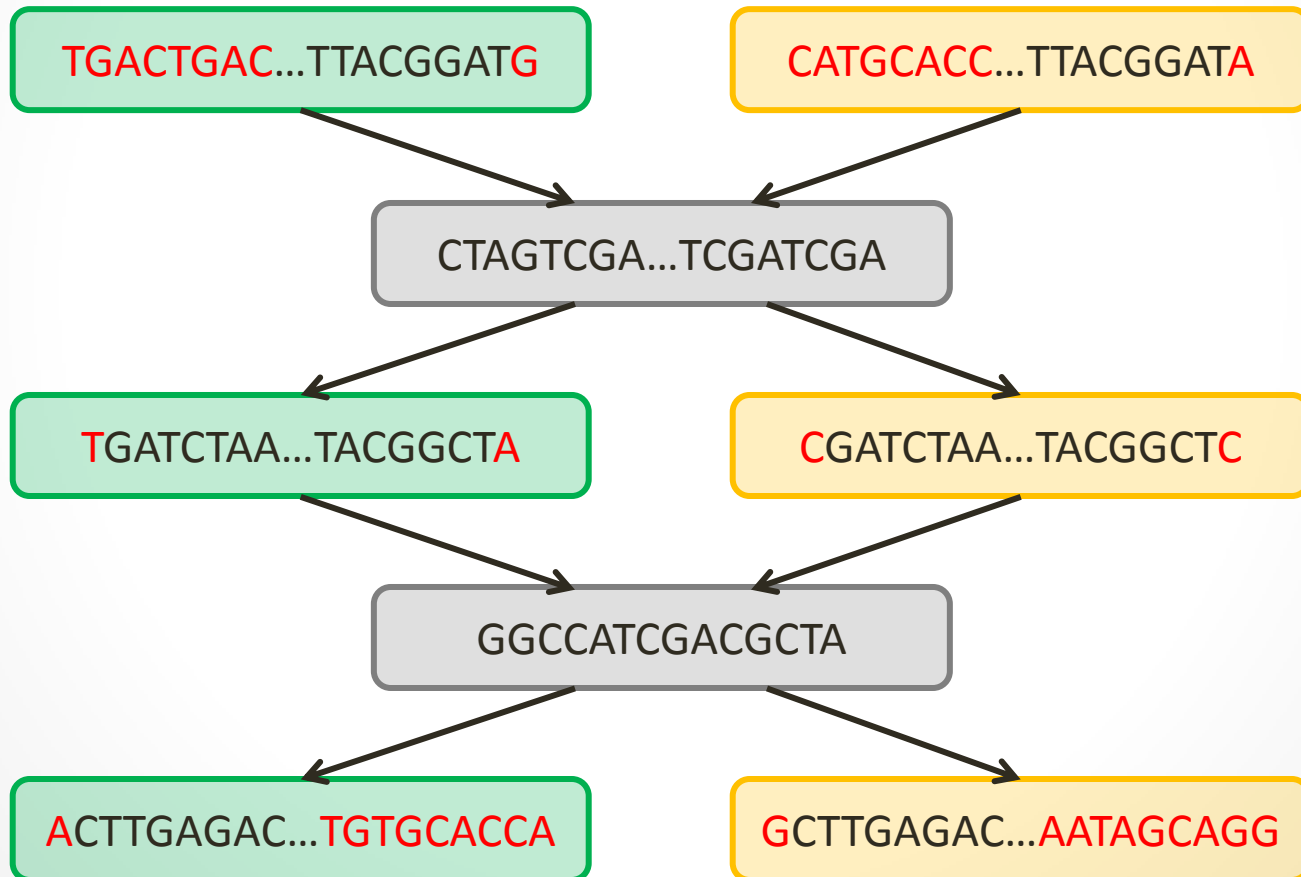 TGACTGAC...TTACGGATG
CATGCACC...TTACGGATA
CTAGTCGA...TCGATCGA
TGATCTAA...TACGGCTA
CGATCTAA...TACGGCTC
GGCCATCGACGCTA
ACTTGAGAC...TGTGCACCA
GCTTGAGAC...AATAGCAGG